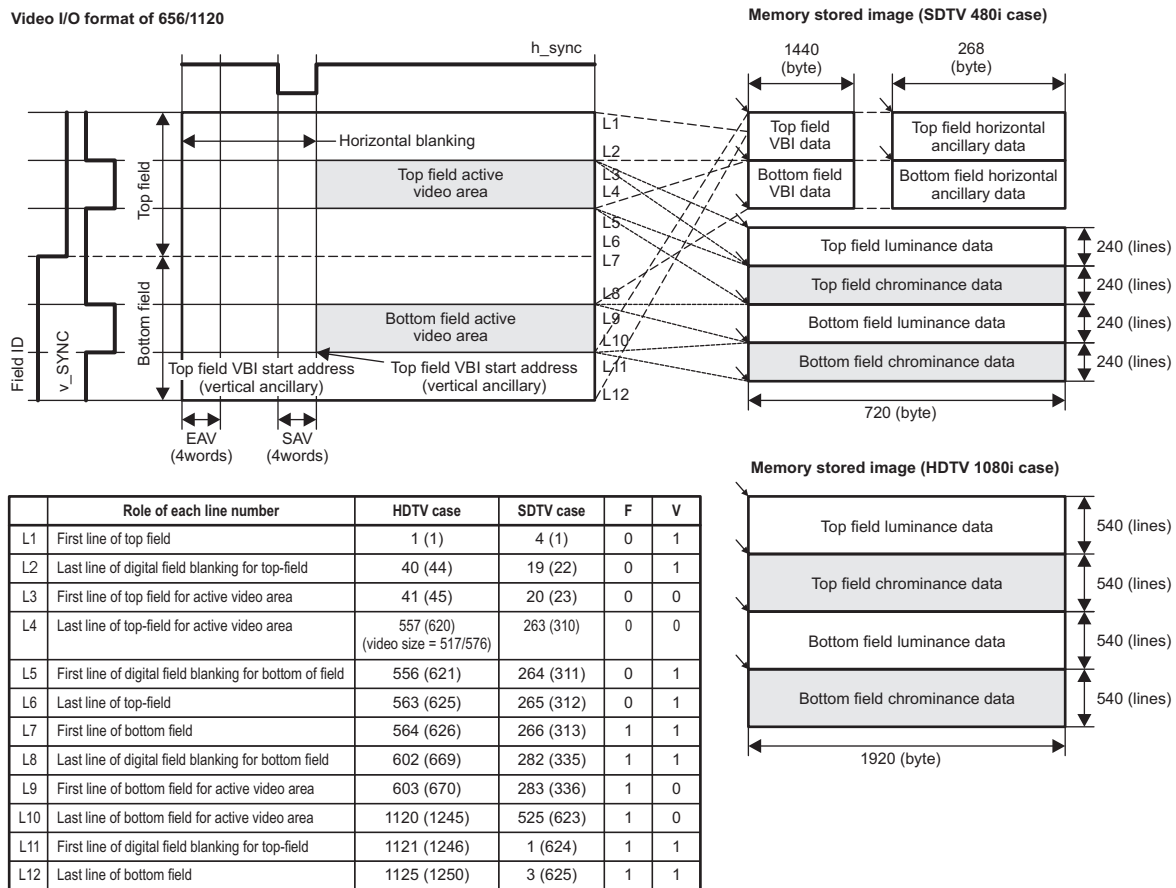 Video I/O format of 656/1120
h_sync
Horizontal blanking
Top field active
video area
Bottom field active
video area
Top field VBI start address
(vertical ancillary)
Top field VBI start address
(vertical ancillary)
Field ID
v_SYNC
Top field
Bottom field
EAV
(4words)
SAV
(4words)
L1
L2
L3
L4
L5
L6
L7
L8
L9
L10
L11
L12
Memory stored image (SDTV 480i case)
1440
(byte)
268
(byte)
Top field
VBI data
Top field horizontal
ancillary data
Bottom field
VBI data
Bottom field horizontal
ancillary data
Top field luminance data
240 (lines)
Top field chrominance data
240 (lines)
Bottom field luminance data
240 (lines)
Bottom field chrominance data
240 (lines)
720 (byte)
Memory stored image (HDTV 1080i case)
Top field luminance data
540 (lines)
Top field chrominance data
540 (lines)
Bottom field luminance data
540 (lines)
Bottom field chrominance data
540 (lines)
1920 (byte)
Role of each line number HDTV case SDTV case F V
L1 First line of top field 1 (1) 4 (1) 0 1
L2 Last line of digital field blanking for top-field 40 (44) 19 (22) 0 1
L3 First line of top field for active video area 41 (45) 20 (23) 0 0
L4 Last line of top-field for active video area 557 (620) 263 (310) 0 0
(video size = 517/576)
L5 First line of digital field blanking for bottom of field 556 (621) 264 (311) 0 1
L6 Last line of top-field 563 (625) 265 (312) 0 1
L7 First line of bottom field 564 (626) 266 (313) 1 1
L8 Last line of digital field blanking for bottom field 602 (669) 282 (335) 1 1
L9 First line of bottom field for active video area 603 (670) 283 (336) 1 0
L10 Last line of bottom field for active video area 1120 (1245) 525 (623) 1 0
L11 First line of digital field blanking for top-field 1121 (1246) 1 (624) 1 1
L12 Last line of bottom field 1125 (1250) 3 (625) 1 1